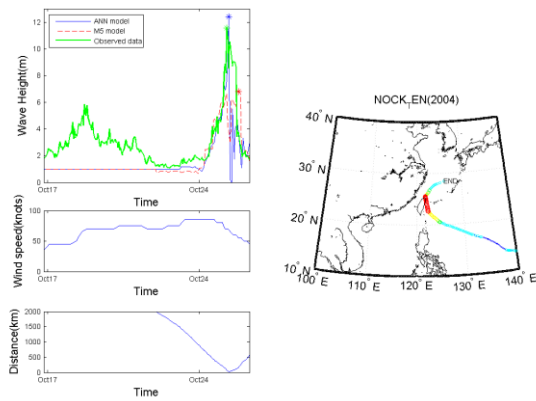 ANN model
M5 model
Observed data
Wave Height(m)
14
12
10
8
6
4
2
0
Oct17
Oct24
Time
Wind speed(Knots)
100
50
0
Oct17
Oct24
Time
Distance(km)
2000
1500
1000
500
0
Oct17
Oct24
Time
NOCKTEN(2004)
40° N
30° N
20° N
10° N
100° E
110° E
120° E
130° E
140° E
END